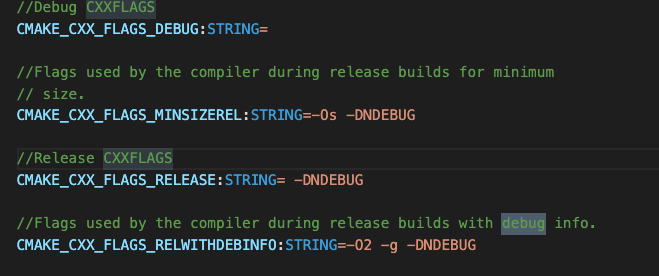 //Debug CXXFLAGS
CMAKE_CXX_FLAGS_DEBUG:STRING=
//Flags used by the compiler during release builds for minimum
// size.
CMAKE_CXX_FLAGS_MINSIZEREL:STRING=-Os -DNDEBUG
//Release CXXFLAGS
CMAKE_CXX_FLAGS_RELEASE:STRING= -DNDEBUG
//Flags used by the compiler during release builds with debug info.
CMAKE_CXX_FLAGS_RELWITHDEBINFO:STRING=-O2 -g -DNDEBUG